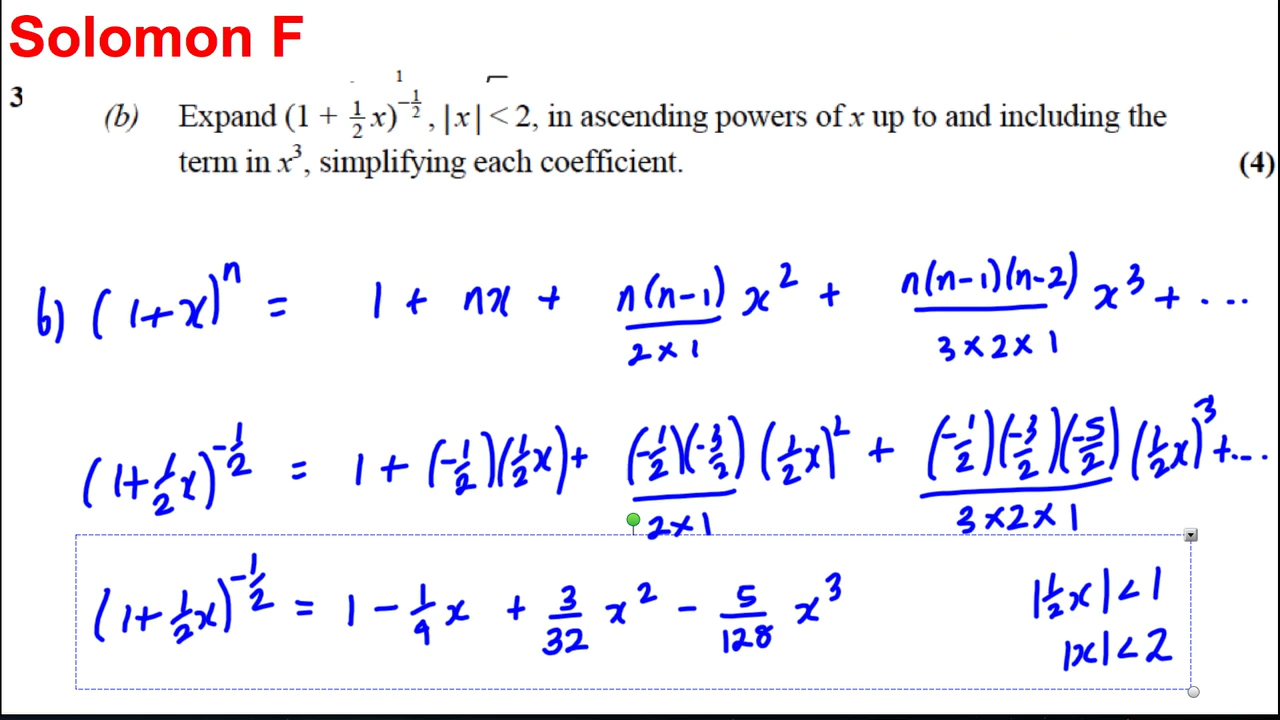 Solomon F
3
(b) Expand (1 + ½x)^(-1/2), |x| < 2, in ascending powers of x up to and including the
term in x³, simplifying each coefficient.
(4)
b) (1+x)^n = 1 + nx + n(n-1)/(2×1) x² + n(n-1)(n-2)/(3×2×1) x³ + ...
(1+½x)^(-1/2) = 1 + (-½)(½x) + (-½)(-3/2)/(2×1) (½x)² + (-½)(-3/2)(-5/2)/(3×2×1) (½x)³ + ...
(1+½x)^(-1/2) = 1 - ¼x + 3/32 x² - 5/128 x³
|½x| < 1
|x| < 2